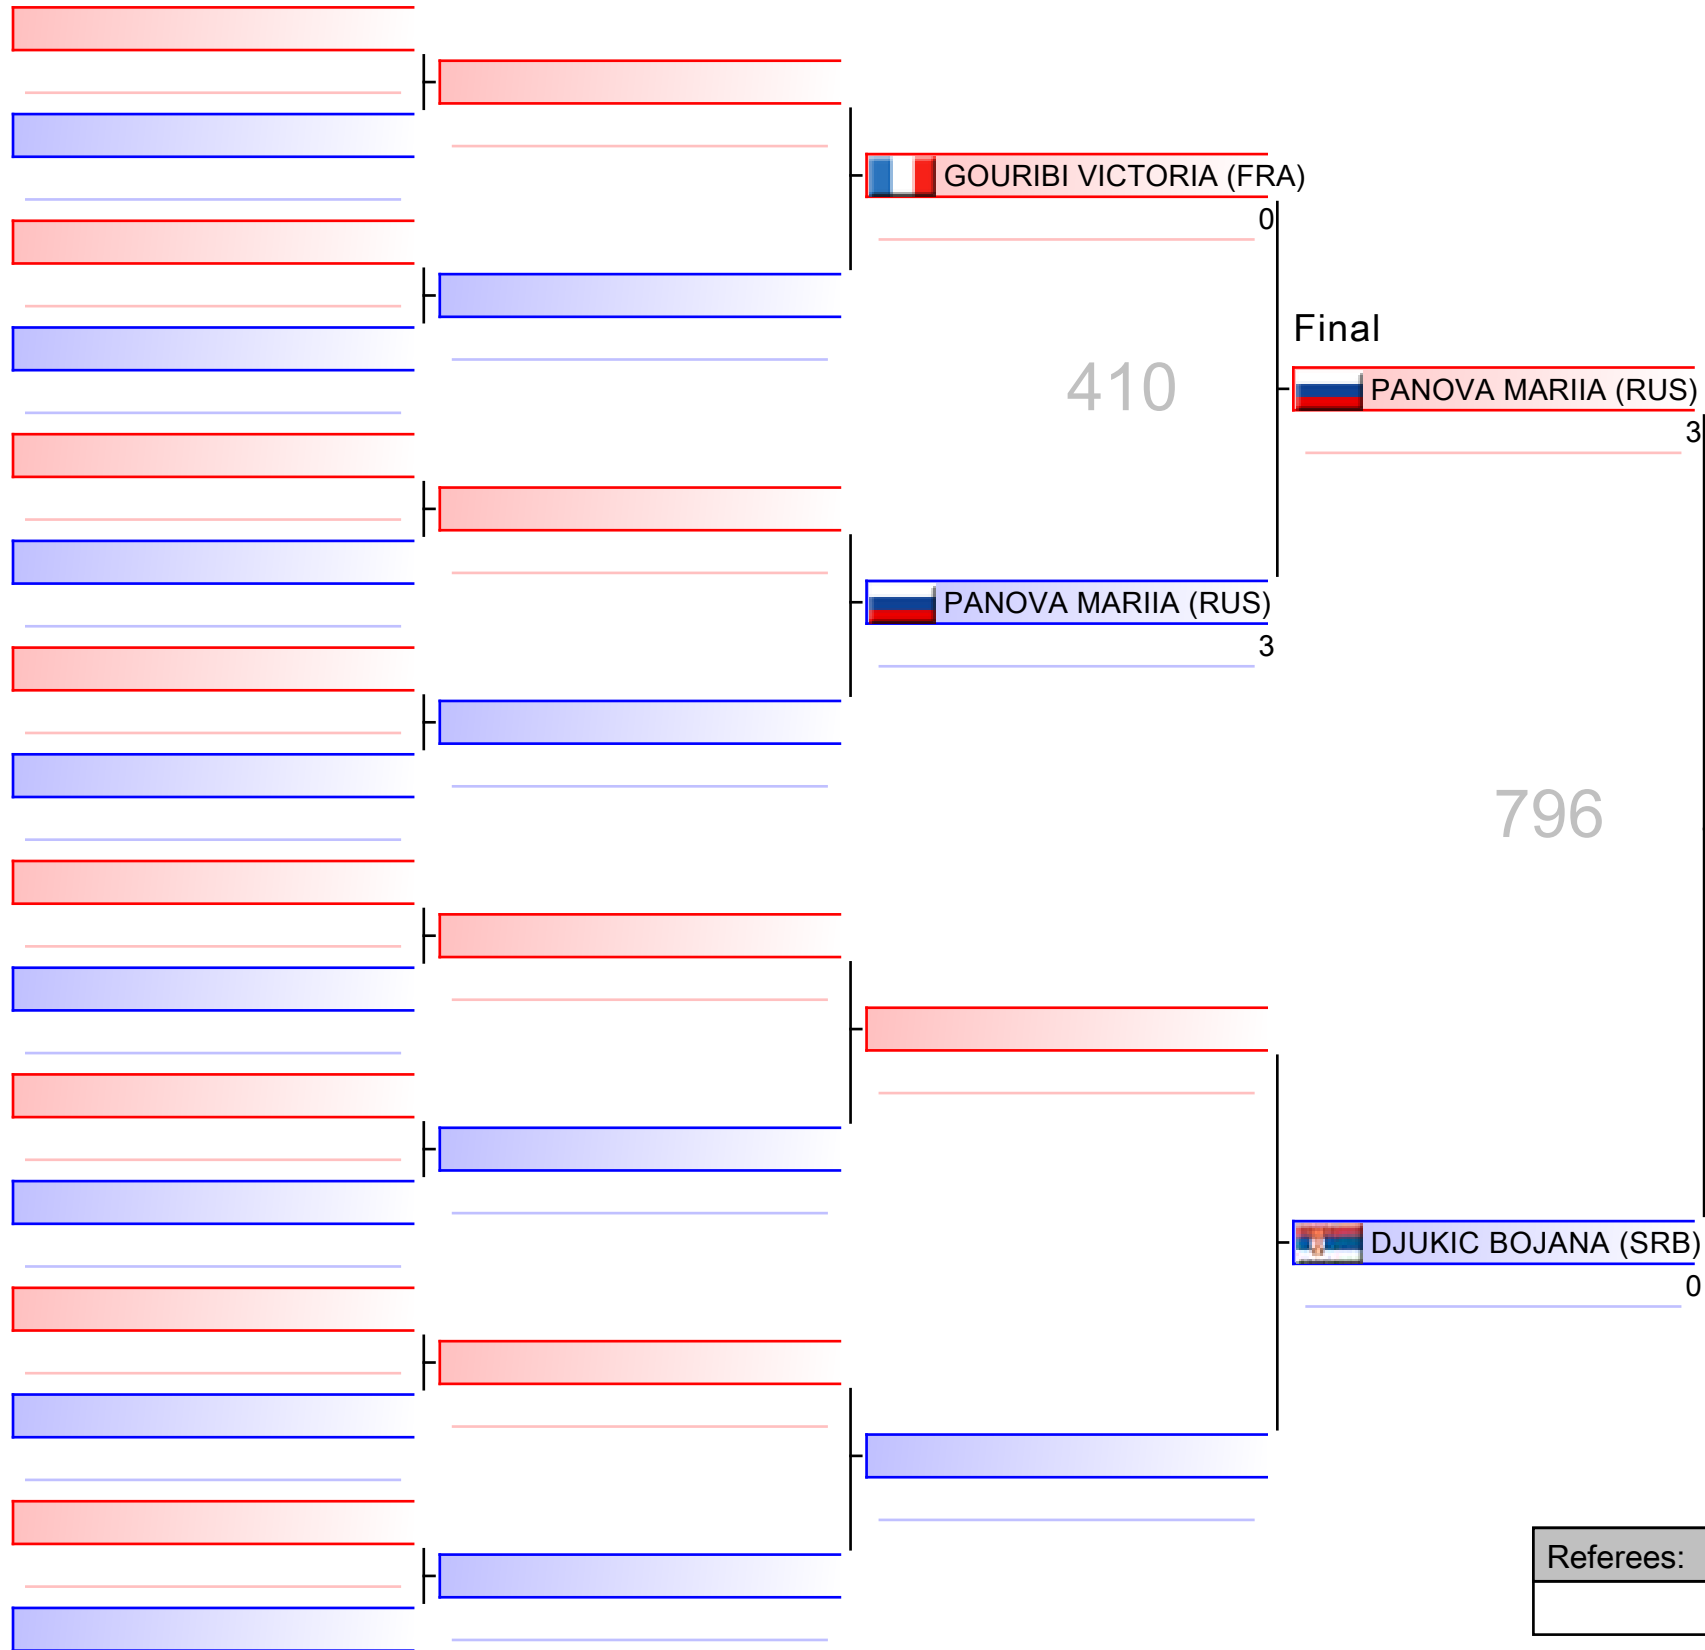 GOURIBI VICTORIA (FRA)
0
Final
410
PANOVA MARIIA (RUS)
3
PANOVA MARIIA (RUS)
3
796
DJUKIC BOJANA (SRB)
0
Referees: